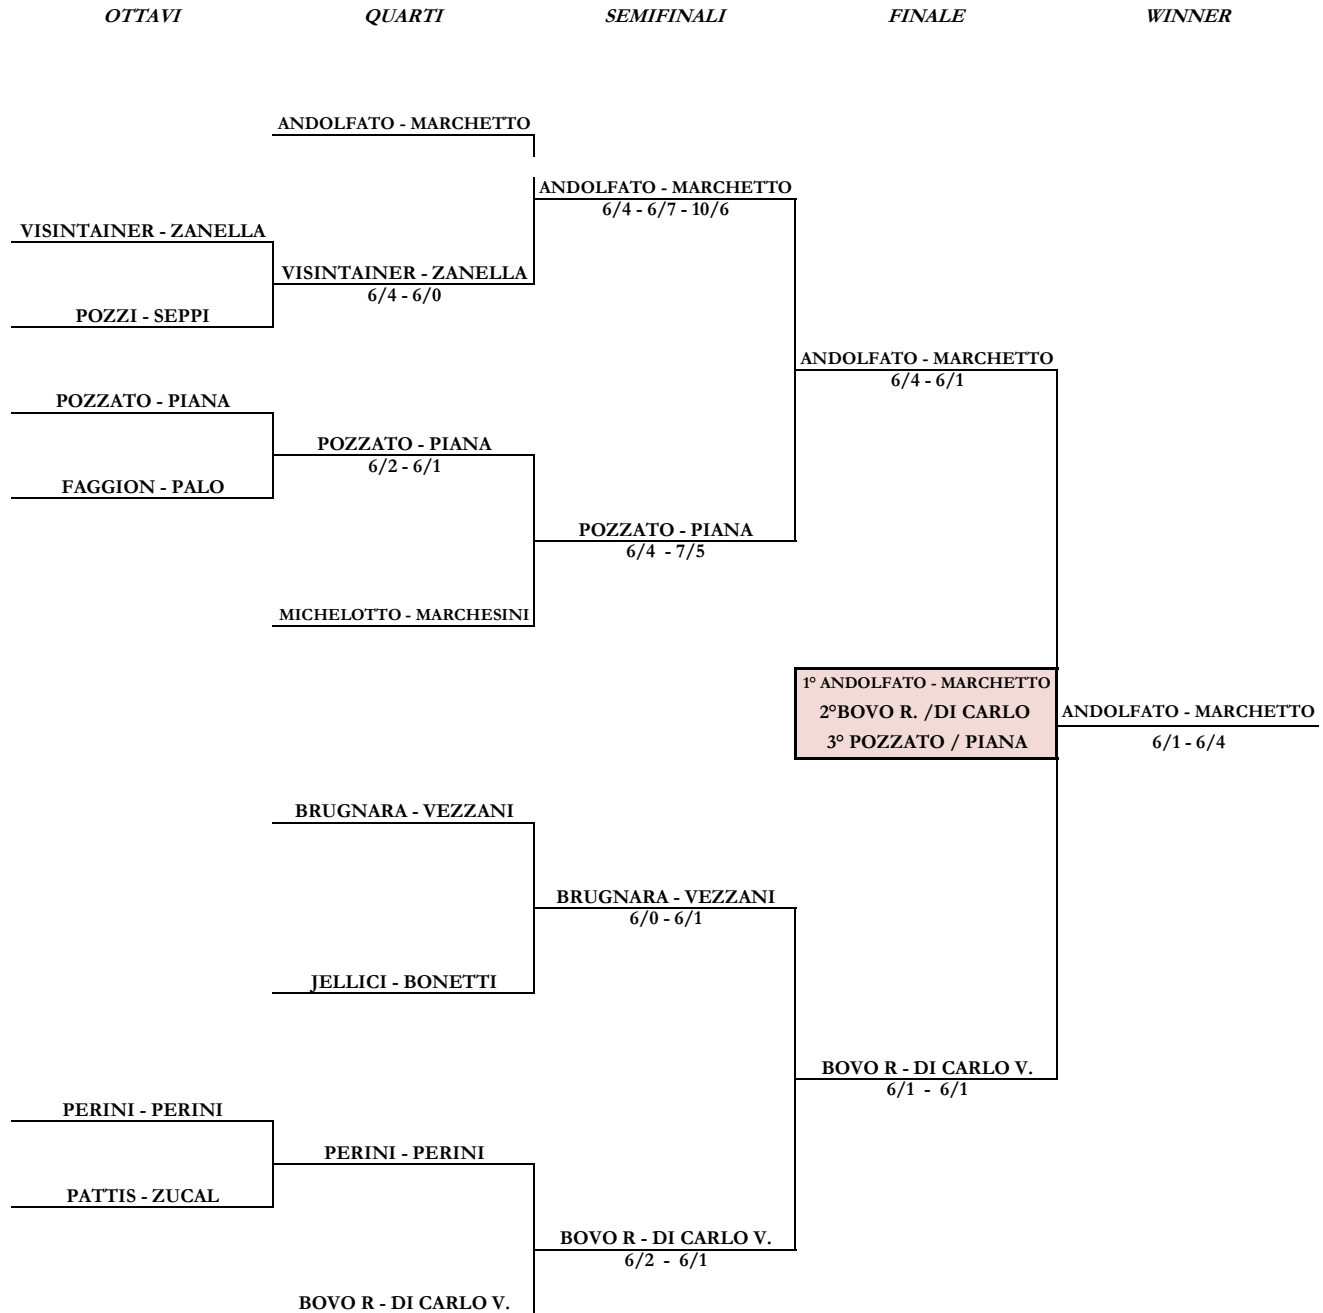 OTTAVI QUARTI SEMIFINALI FINALE WINNER
ANDOLFATO - MARCHETTO
ANDOLFATO - MARCHETTO
6/4 - 6/7 - 10/6
VISINTAINER - ZANELLA
VISINTAINER - ZANELLA
6/4 - 6/0
POZZI - SEPPI
ANDOLFATO - MARCHETTO
6/4 - 6/1
POZZATO - PIANA
POZZATO - PIANA
6/2 - 6/1
FAGGION - PALO
POZZATO - PIANA
6/4 - 7/5
MICHELOTTO - MARCHESINI
1° ANDOLFATO - MARCHETTO
2°BOVO R. /DI CARLO
3° POZZATO / PIANA
ANDOLFATO - MARCHETTO
6/1 - 6/4
BRUGNARA - VEZZANI
BRUGNARA - VEZZANI
6/0 - 6/1
JELLICI - BONETTI
BOVO R - DI CARLO V.
6/1 - 6/1
PERINI - PERINI
PERINI - PERINI
PATTIS - ZUCAL
BOVO R - DI CARLO V.
6/2 - 6/1
BOVO R - DI CARLO V.